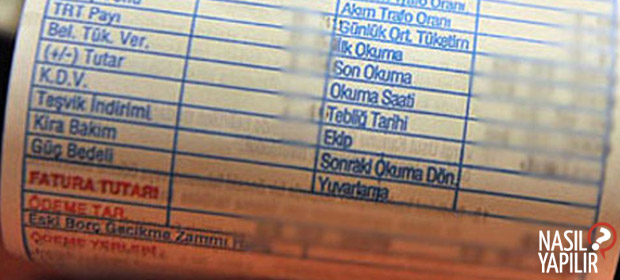 TRT Payı
Bel. Tük. Ver.
(+/-) Tutar
K.D.V.
Teşvik İndirimi
Kira Bakım
Güç Bedeli
FATURA TUTARI
ÖDEME TAR.
Eski Borç Gecikme Zammı
ÖDEME YERLERİ
Akım Trafo Oranı
Günlük Ort. Tüketim
İlk Okuma
Son Okuma
Okuma Saati
Tebliğ Tarihi
Ekip
Sonraki Okuma Dön.
Yuvarlama
NASIL
YAPILIR?